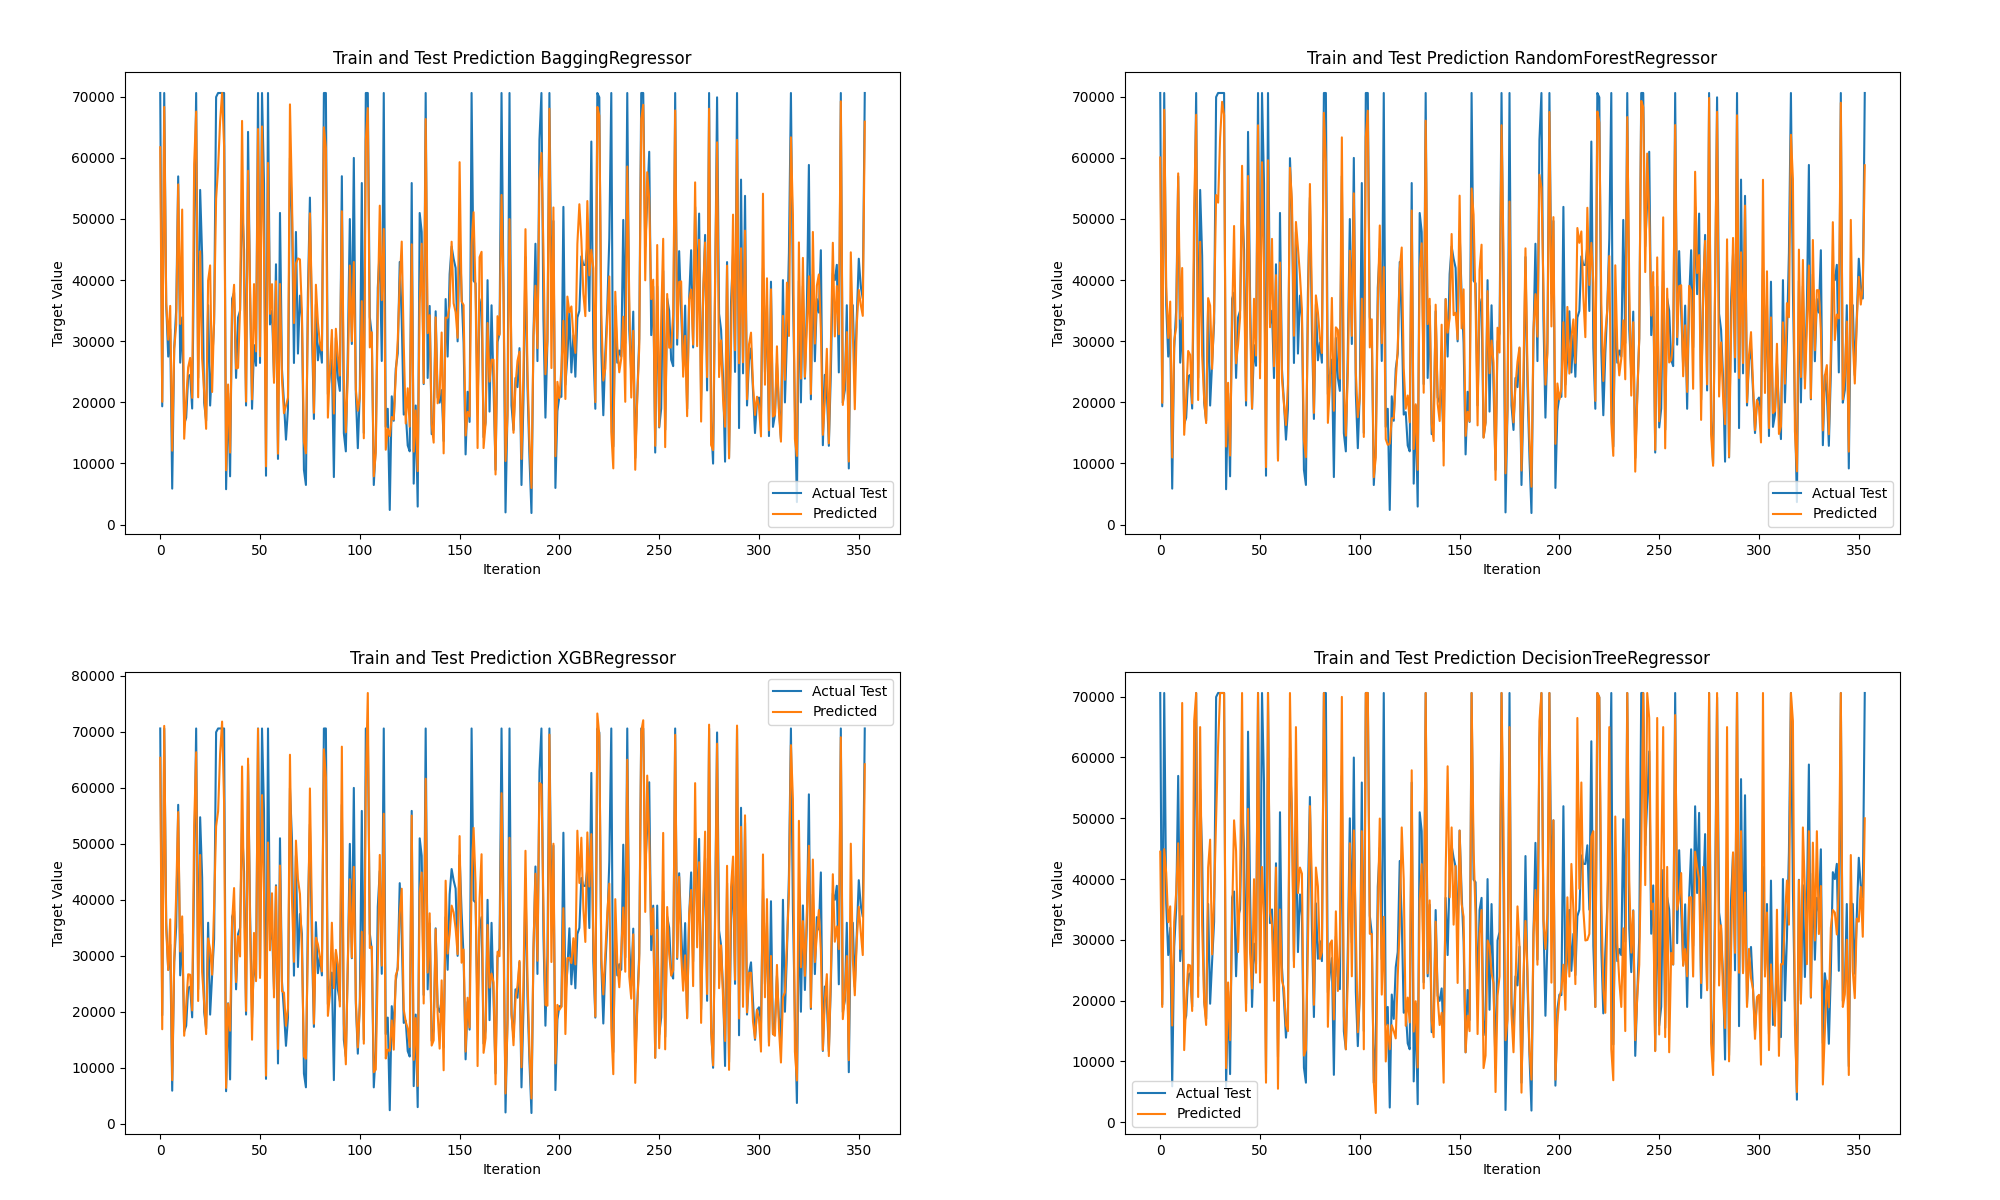 Train and Test Prediction BaggingRegressor
70000
60000
50000
40000
30000
20000
10000
0
Target Value
0 50 100 150 200 250 300 350
Iteration
Actual Test
Predicted
Train and Test Prediction RandomForestRegressor
70000
60000
50000
40000
30000
20000
10000
0
Target Value
0 50 100 150 200 250 300 350
Iteration
Actual Test
Predicted
Train and Test Prediction XGBRegressor
80000
70000
60000
50000
40000
30000
20000
10000
0
Target Value
0 50 100 150 200 250 300 350
Iteration
Actual Test
Predicted
Train and Test Prediction DecisionTreeRegressor
70000
60000
50000
40000
30000
20000
10000
0
Target Value
0 50 100 150 200 250 300 350
Iteration
Actual Test
Predicted